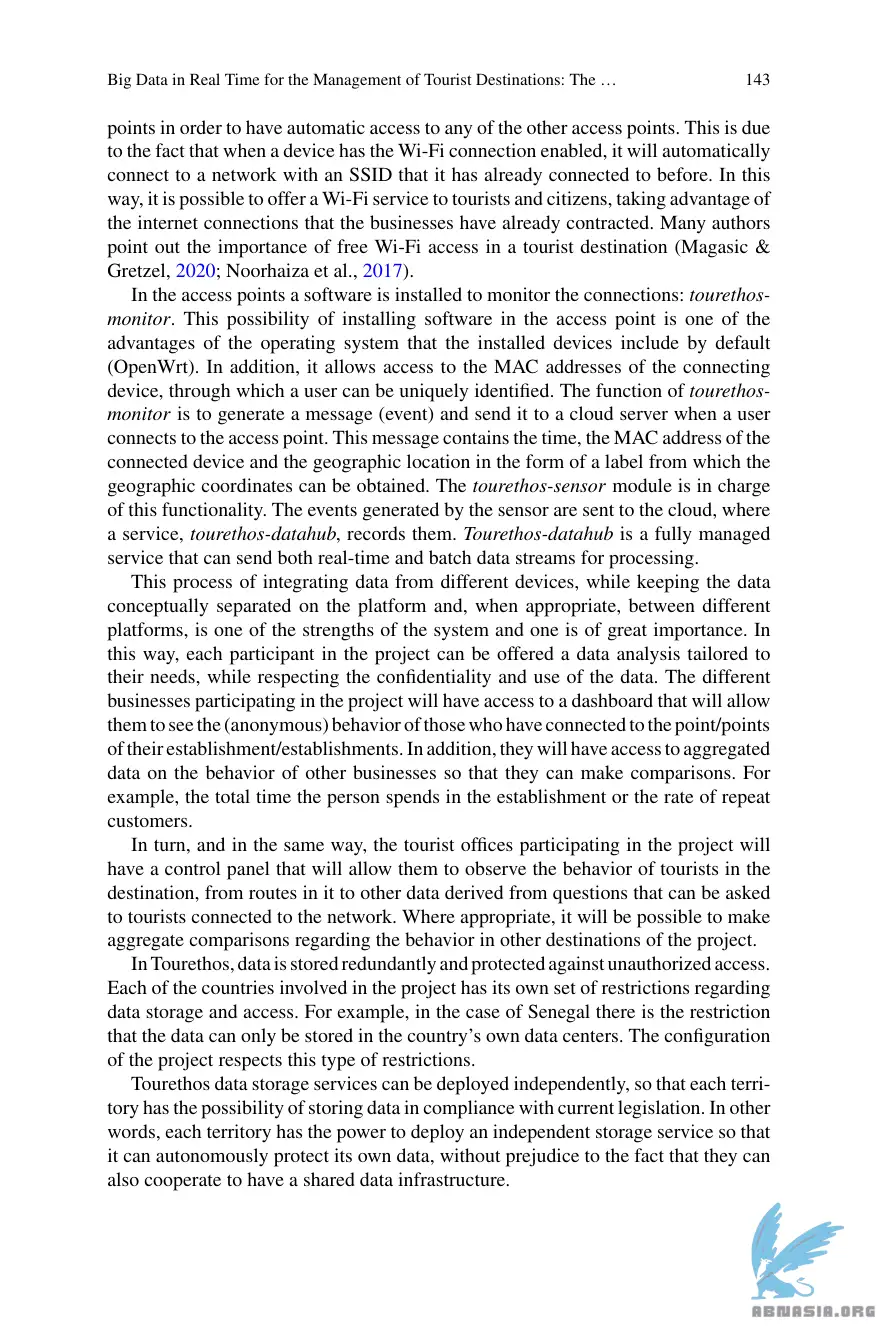 Big Data in Real Time for the Management of Tourist Destinations: The … 143
points in order to have automatic access to any of the other access points. This is due
to the fact that when a device has the Wi-Fi connection enabled, it will automatically
connect to a network with an SSID that it has already connected to before. In this
way, it is possible to offer a Wi-Fi service to tourists and citizens, taking advantage of
the internet connections that the businesses have already contracted. Many authors
point out the importance of free Wi-Fi access in a tourist destination (Magasic &
Gretzel, 2020; Noorhaiza et al., 2017).
In the access points a software is installed to monitor the connections: tourethos-
monitor. This possibility of installing software in the access point is one of the
advantages of the operating system that the installed devices include by default
(OpenWrt). In addition, it allows access to the MAC addresses of the connecting
device, through which a user can be uniquely identified. The function of tourethos-
monitor is to generate a message (event) and send it to a cloud server when a user
connects to the access point. This message contains the time, the MAC address of the
connected device and the geographic location in the form of a label from which the
geographic coordinates can be obtained. The tourethos-sensor module is in charge
of this functionality. The events generated by the sensor are sent to the cloud, where
a service, tourethos-datahub, records them. Tourethos-datahub is a fully managed
service that can send both real-time and batch data streams for processing.
This process of integrating data from different devices, while keeping the data
conceptually separated on the platform and, when appropriate, between different
platforms, is one of the strengths of the system and one is of great importance. In
this way, each participant in the project can be offered a data analysis tailored to
their needs, while respecting the confidentiality and use of the data. The different
businesses participating in the project will have access to a dashboard that will allow
them to see the (anonymous) behavior of those who have connected to the point/points
of their establishment/establishments. In addition, they will have access to aggregated
data on the behavior of other businesses so that they can make comparisons. For
example, the total time the person spends in the establishment or the rate of repeat
customers.
In turn, and in the same way, the tourist offices participating in the project will
have a control panel that will allow them to observe the behavior of tourists in the
destination, from routes in it to other data derived from questions that can be asked
to tourists connected to the network. Where appropriate, it will be possible to make
aggregate comparisons regarding the behavior in other destinations of the project.
In Tourethos, data is stored redundantly and protected against unauthorized access.
Each of the countries involved in the project has its own set of restrictions regarding
data storage and access. For example, in the case of Senegal there is the restriction
that the data can only be stored in the country's own data centers. The configuration
of the project respects this type of restrictions.
Tourethos data storage services can be deployed independently, so that each terri-
tory has the possibility of storing data in compliance with current legislation. In other
words, each territory has the power to deploy an independent storage service so that
it can autonomously protect its own data, without prejudice to the fact that they can
also cooperate to have a shared data infrastructure.
ABNASIA.ORG